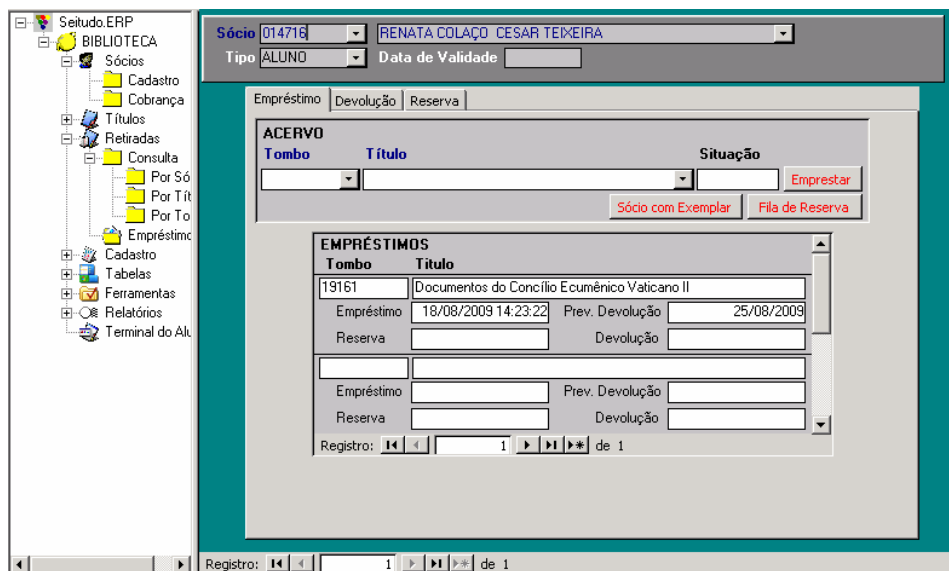 Seitudo.ERP
BIBLIOTECA
Sócios
Cadastro
Cobrança
Títulos
Retiradas
Consulta
Por Só
Por Tít
Por To
Empréstimo
Cadastro
Tabelas
Ferramentas
Relatórios
Terminal do Alu
Sócio 014716 RENATA COLAÇO CESAR TEIXEIRA
Tipo ALUNO Data de Validade
Empréstimo Devolução Reserva
ACERVO
Tombo Título Situação
Emprestar
Sócio com Exemplar Fila de Reserva
EMPRÉSTIMOS
Tombo Título
19161 Documentos do Concílio Ecumênico Vaticano II
Empréstimo 18/08/2009 14:23:22 Prev. Devolução 25/08/2009
Reserva Devolução
Empréstimo Prev. Devolução
Reserva Devolução
Registro: 1 de 1
Registro: 1 de 1